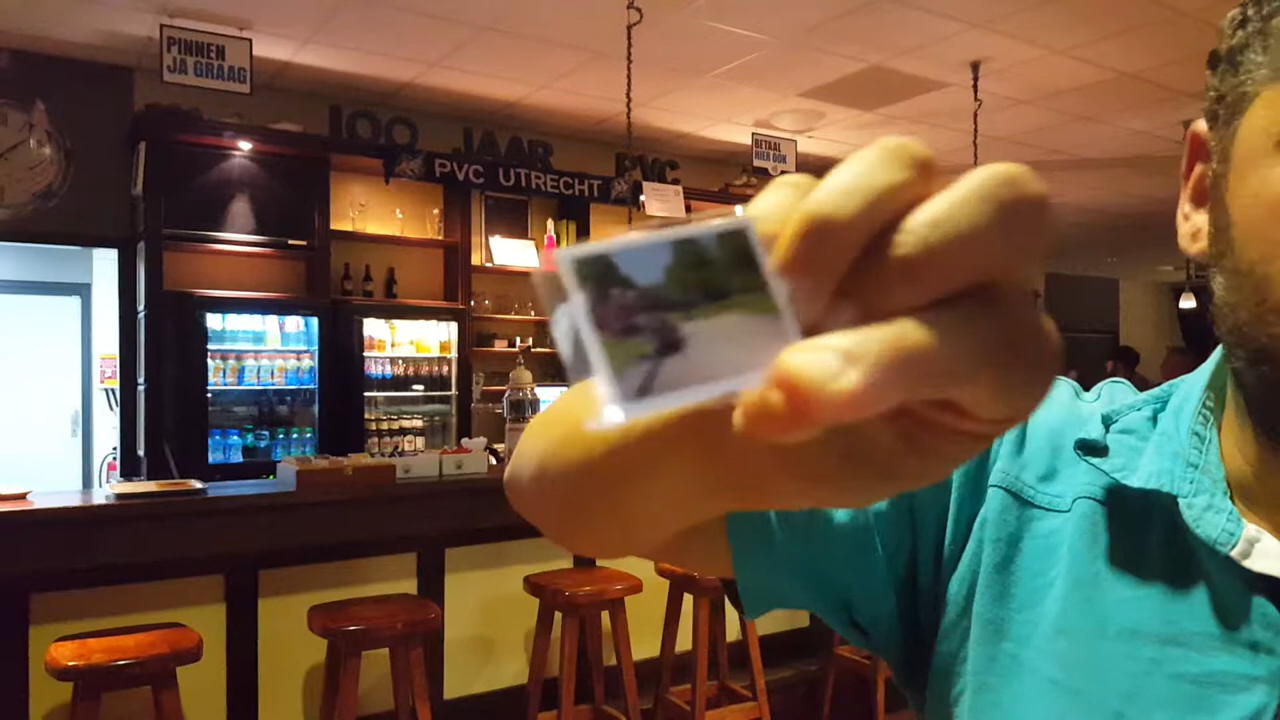 PINNEN
JA GRAAG
100 JAAR PVC
PVC UTRECHT
BETAAL
HIER OOK